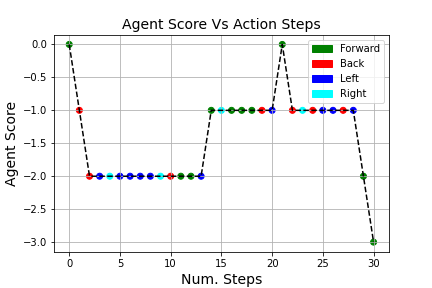 Agent Score Vs Action Steps
Forward
Back
Left
Right
Agent Score
0.0
−0.5
−1.0
−1.5
−2.0
−2.5
−3.0
0 5 10 15 20 25 30
Num. Steps